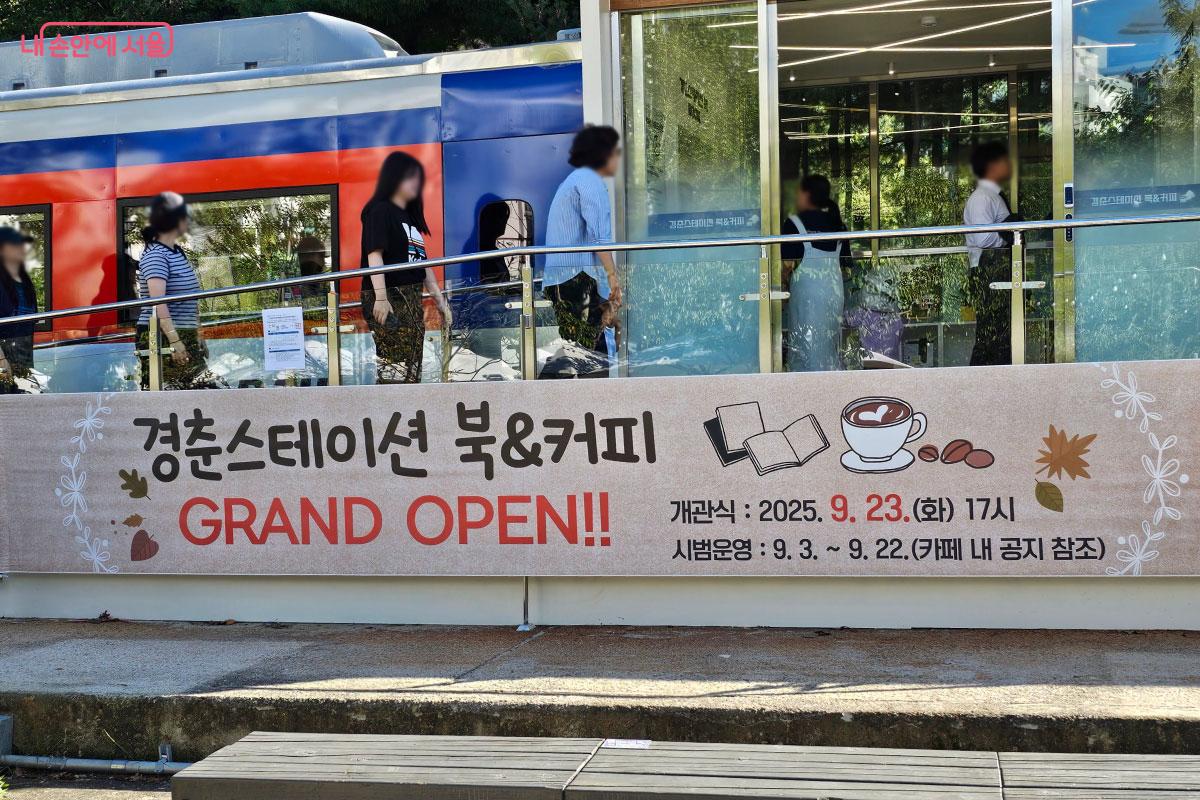 내 손안에 서울
경춘스테이션 북&커피
경춘스테이션 북&커피
경춘스테이션 북&커피
GRAND OPEN!!
개관식 : 2025. 9. 23.(화) 17시
시범운영 : 9. 3. ~ 9. 22.(카페 내 공지 참조)